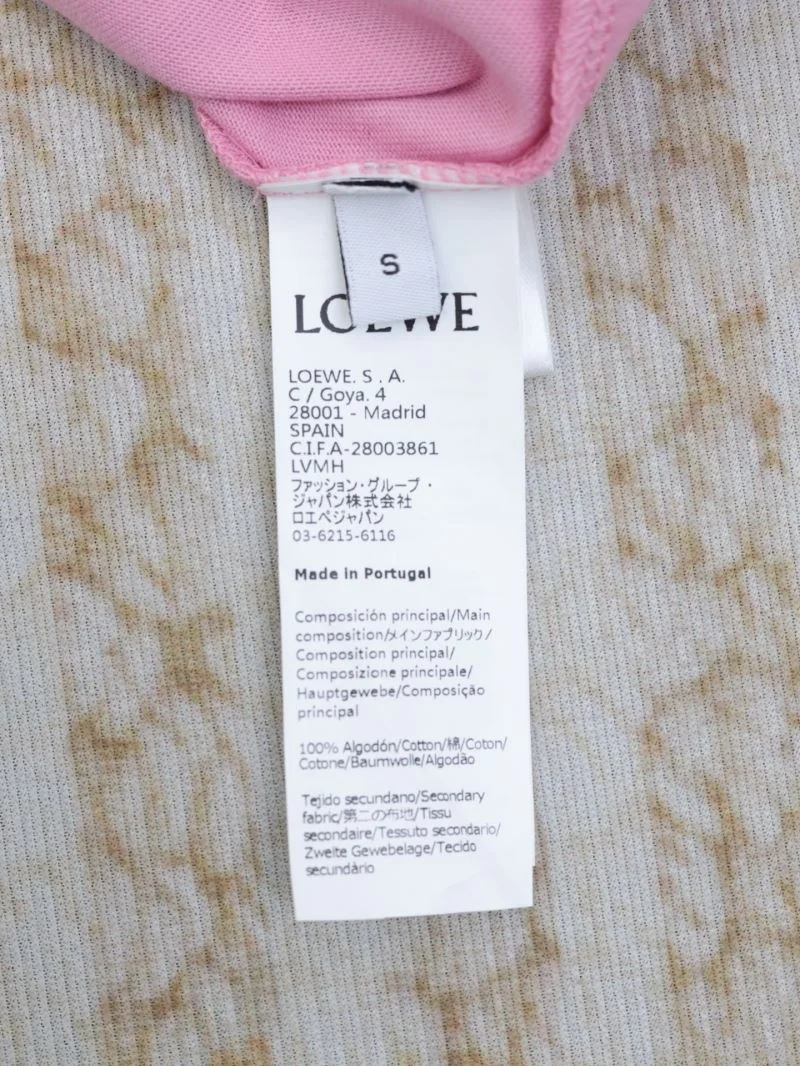 S
LOEWE
LOEWE. S . A.
C / Goya. 4
28001 - Madrid
SPAIN
C.I.F.A-28003861
LVMH
ファッション・グループ・
ジャパン株式会社
ロエベジャパン
03-6215-6116
Made in Portugal
Composición principal/Main
composition/メインファブリック/
Composition principal/
Composizione principale/
Hauptgewebe/Composição
principal
100% Algodón/Cotton/棉/Coton/
Cotone/Baumwolle/Algodão
Tejido secundano/Secondary
fabric/第二の布地/Tissu
secondaire/Tessuto secondario/
Zweite Gewebelage/Tecido
secundàrio